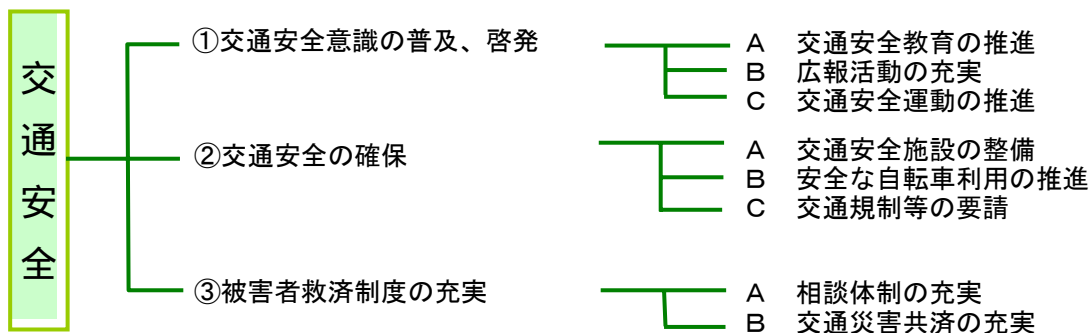 交通安全
①交通安全意識の普及、啓発
A 交通安全教育の推進
B 広報活動の充実
C 交通安全運動の推進
②交通安全の確保
A 交通安全施設の整備
B 安全な自転車利用の推進
C 交通規制等の要請
③被害者救済制度の充実
A 相談体制の充実
B 交通災害共済の充実